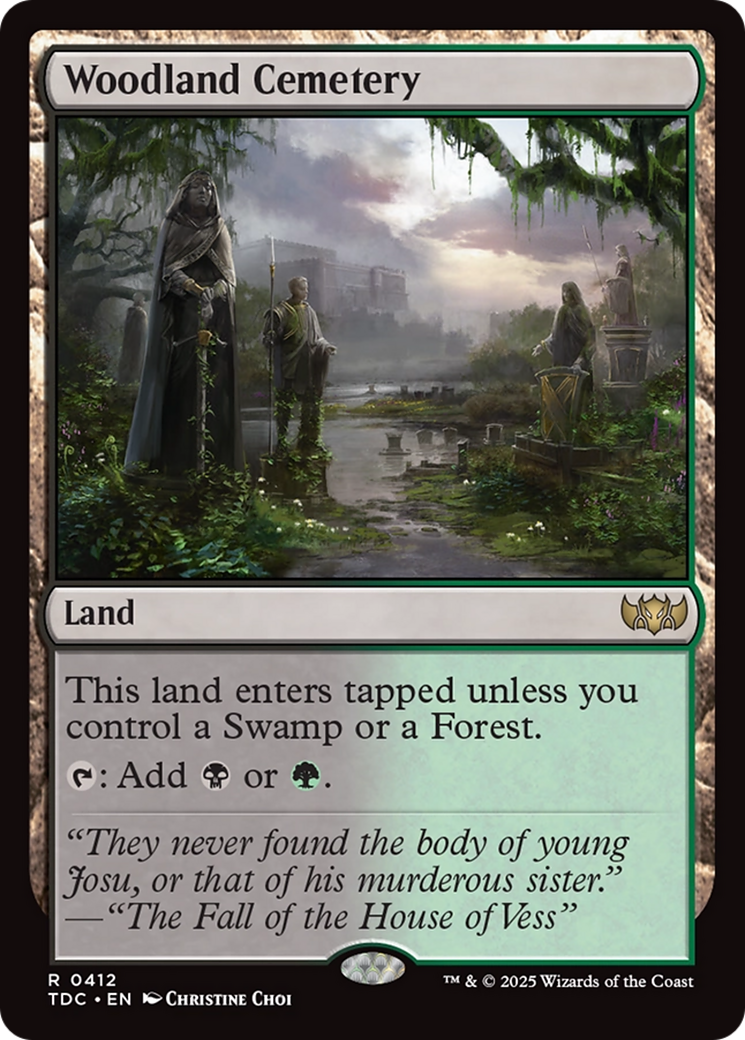 Woodland Cemetery
Land
This land enters tapped unless you
control a Swamp or a Forest.
: Add or .
“They never found the body of young
Josu, or that of his murderous sister.”
—“The Fall of the House of Vess”
R 0412
TDC • EN Christine Choi
™ & © 2025 Wizards of the Coast